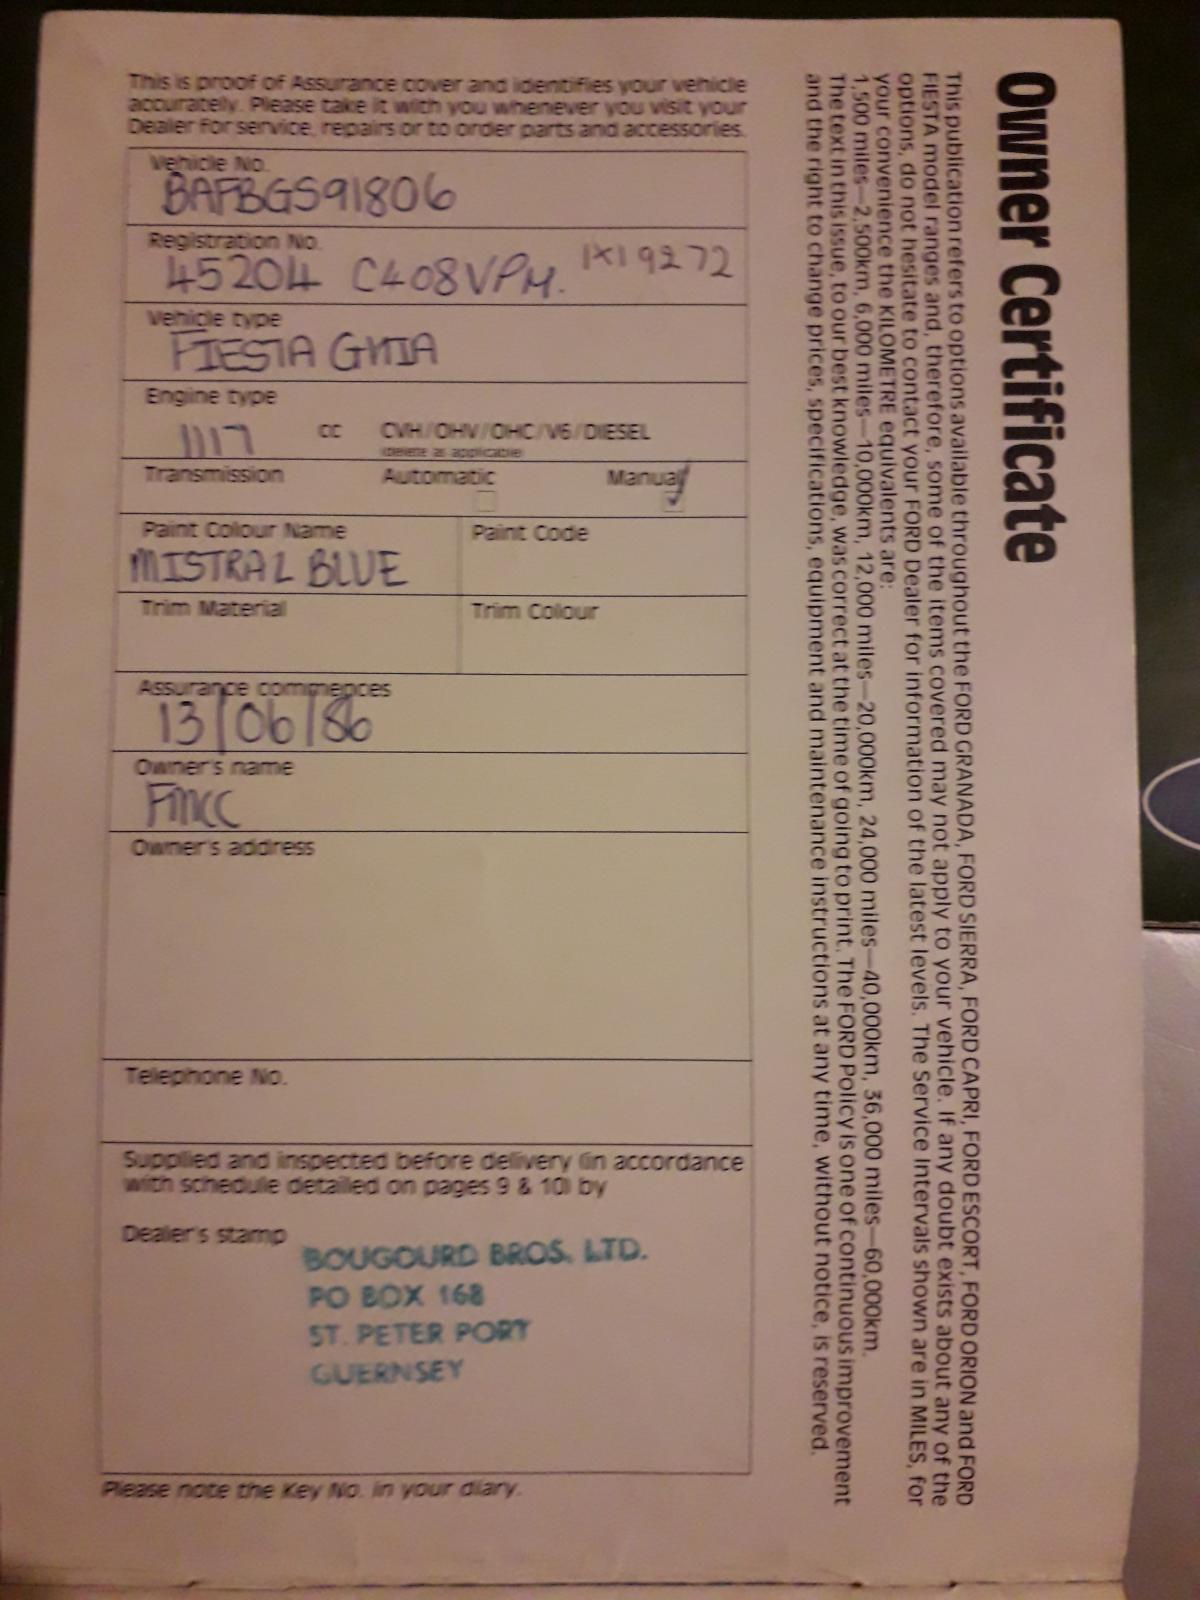 Owner Certificate
This publication refers to options available throughout the FORD GRANADA, FORD SIERRA, FORD CAPRI, FORD ESCORT, FORD ORION and FORD
FIESTA model ranges and, therefore, some of the items covered may not apply to your vehicle. If any doubt exists about any of the
options, do not hesitate to contact your FORD Dealer for information of the latest levels. The Service Intervals shown are in MILES, for
your convenience the KILOMETRE equivalents are:
1,500 miles—2,500km, 6,000 miles—10,000km, 12,000 miles—20,000km, 24,000 miles—40,000km, 36,000 miles—60,000km.
The text in this issue, to our best knowledge, was correct at the time of going to print. The FORD Policy is one of continuous improvement
and the right to change prices, specifications, equipment and maintenance instructions at any time, without notice, is reserved.
This is proof of Assurance cover and identifies your vehicle
accurately. Please take it with you whenever you visit your
Dealer for service, repairs or to order parts and accessories.
Vehicle No.
BAFBGS91806
Registration No.
45204 C408VPM. 1X19272
Vehicle type
FIESTA GHIA
Engine type
1117 cc CVH/OHV/OHC/V6/DIESEL
(delete as applicable)
Transmission Automatic Manual
Paint Colour Name Paint Code
MISTRAL BLUE
Trim Material Trim Colour
Assurance commences
13/06/86
Owner's name
FMCC
Owner's address
Telephone No.
Supplied and inspected before delivery (in accordance
with schedule detailed on pages 9 & 10) by
Dealer's stamp
BOUGOURD BROS. LTD.
PO BOX 168
ST. PETER PORT
GUERNSEY
Please note the Key No. in your diary.